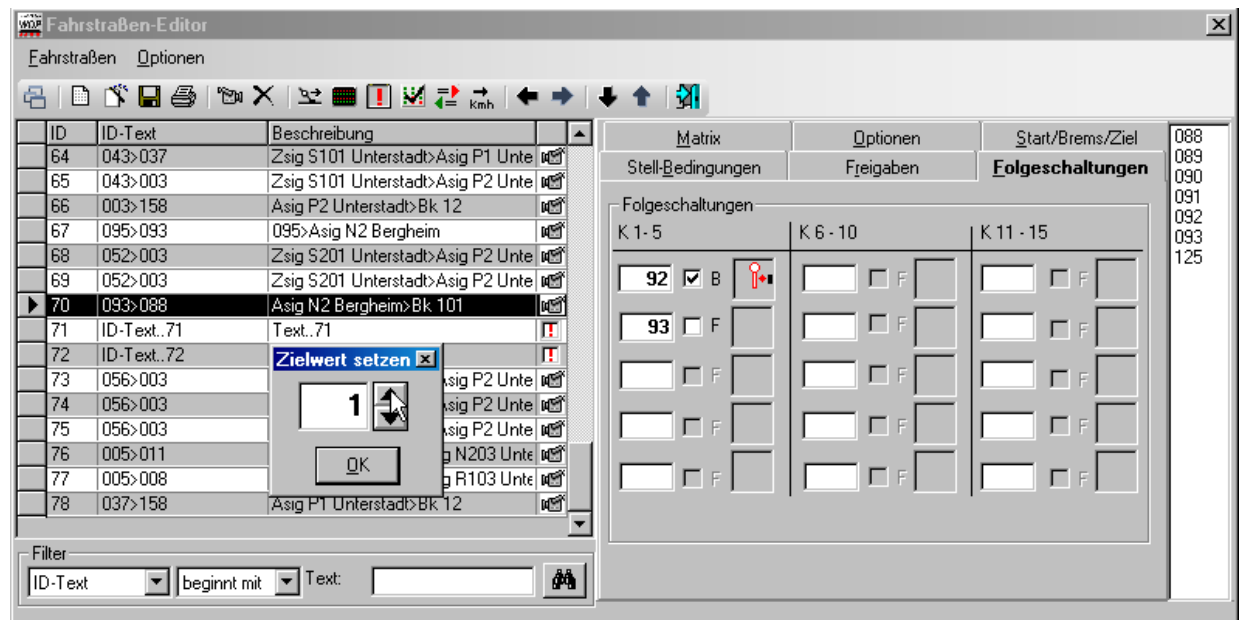 WDP Fahrstraßen-Editor
Fahrstraßen Optionen
kmh
ID ID-Text Beschreibung
64 043>037 Zsig S101 Unterstadt>Asig P1 Unte
65 043>003 Zsig S101 Unterstadt>Asig P2 Unte
66 003>158 Asig P2 Unterstadt>Bk 12
67 095>093 095>Asig N2 Bergheim
68 052>003 Zsig S201 Unterstadt>Asig P2 Unte
69 052>003 Zsig S201 Unterstadt>Asig P2 Unte
70 093>088 Asig N2 Bergheim>Bk 101
71 ID-Text..71 Text..71
72 ID-Text..72
73 056>003 Asig P2 Unte
74 056>003 Asig P2 Unte
75 056>003 Asig P2 Unte
76 005>011 g N203 Unte
77 005>008 g R103 Unte
78 037>158 Asig P1 Unterstadt>Bk 12
Zielwert setzen
1
OK
Filter
ID-Text beginnt mit Text:
Matrix Optionen Start/Brems/Ziel
Stell-Bedingungen Freigaben Folgeschaltungen
Folgeschaltungen
K 1- 5 K 6 - 10 K 11 - 15
92 B F F
93 F F F
F F F
F F F
F F F
088
089
090
091
092
093
125